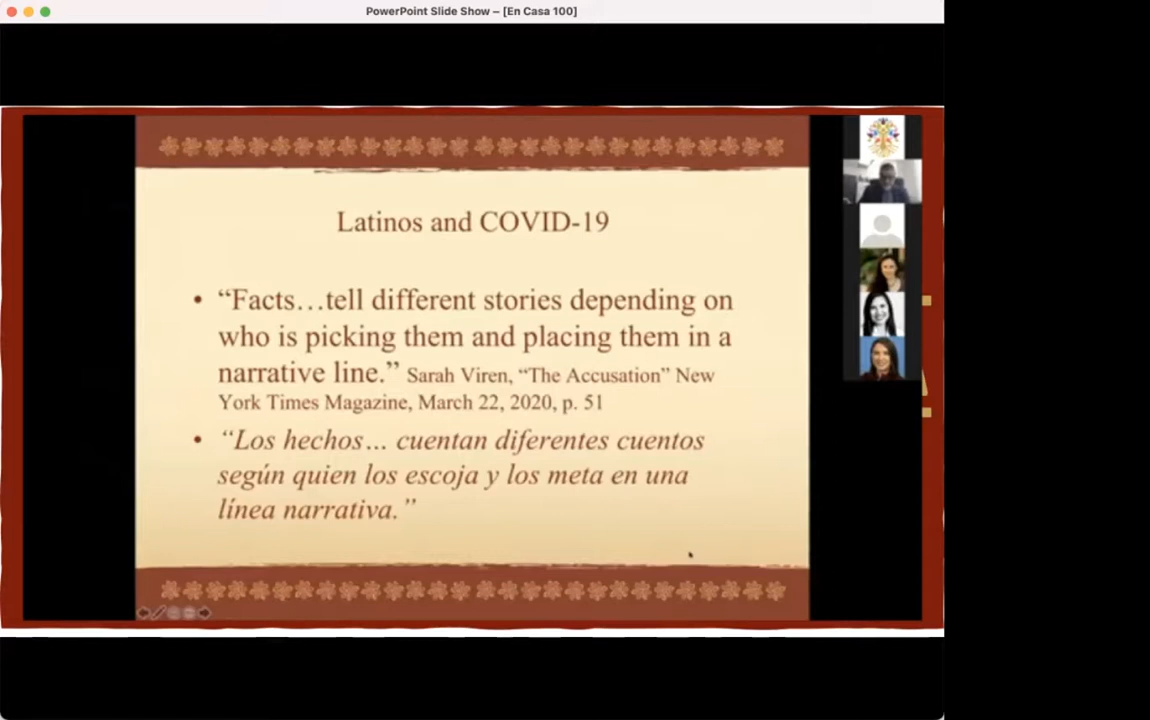 PowerPoint Slide Show – [En Casa 100]
Latinos and COVID-19
• “Facts…tell different stories depending on
who is picking them and placing them in a
narrative line.” Sarah Viren, “The Accusation” New
York Times Magazine, March 22, 2020, p. 51
• “Los hechos… cuentan diferentes cuentos
según quien los escoja y los meta en una
línea narrativa.”